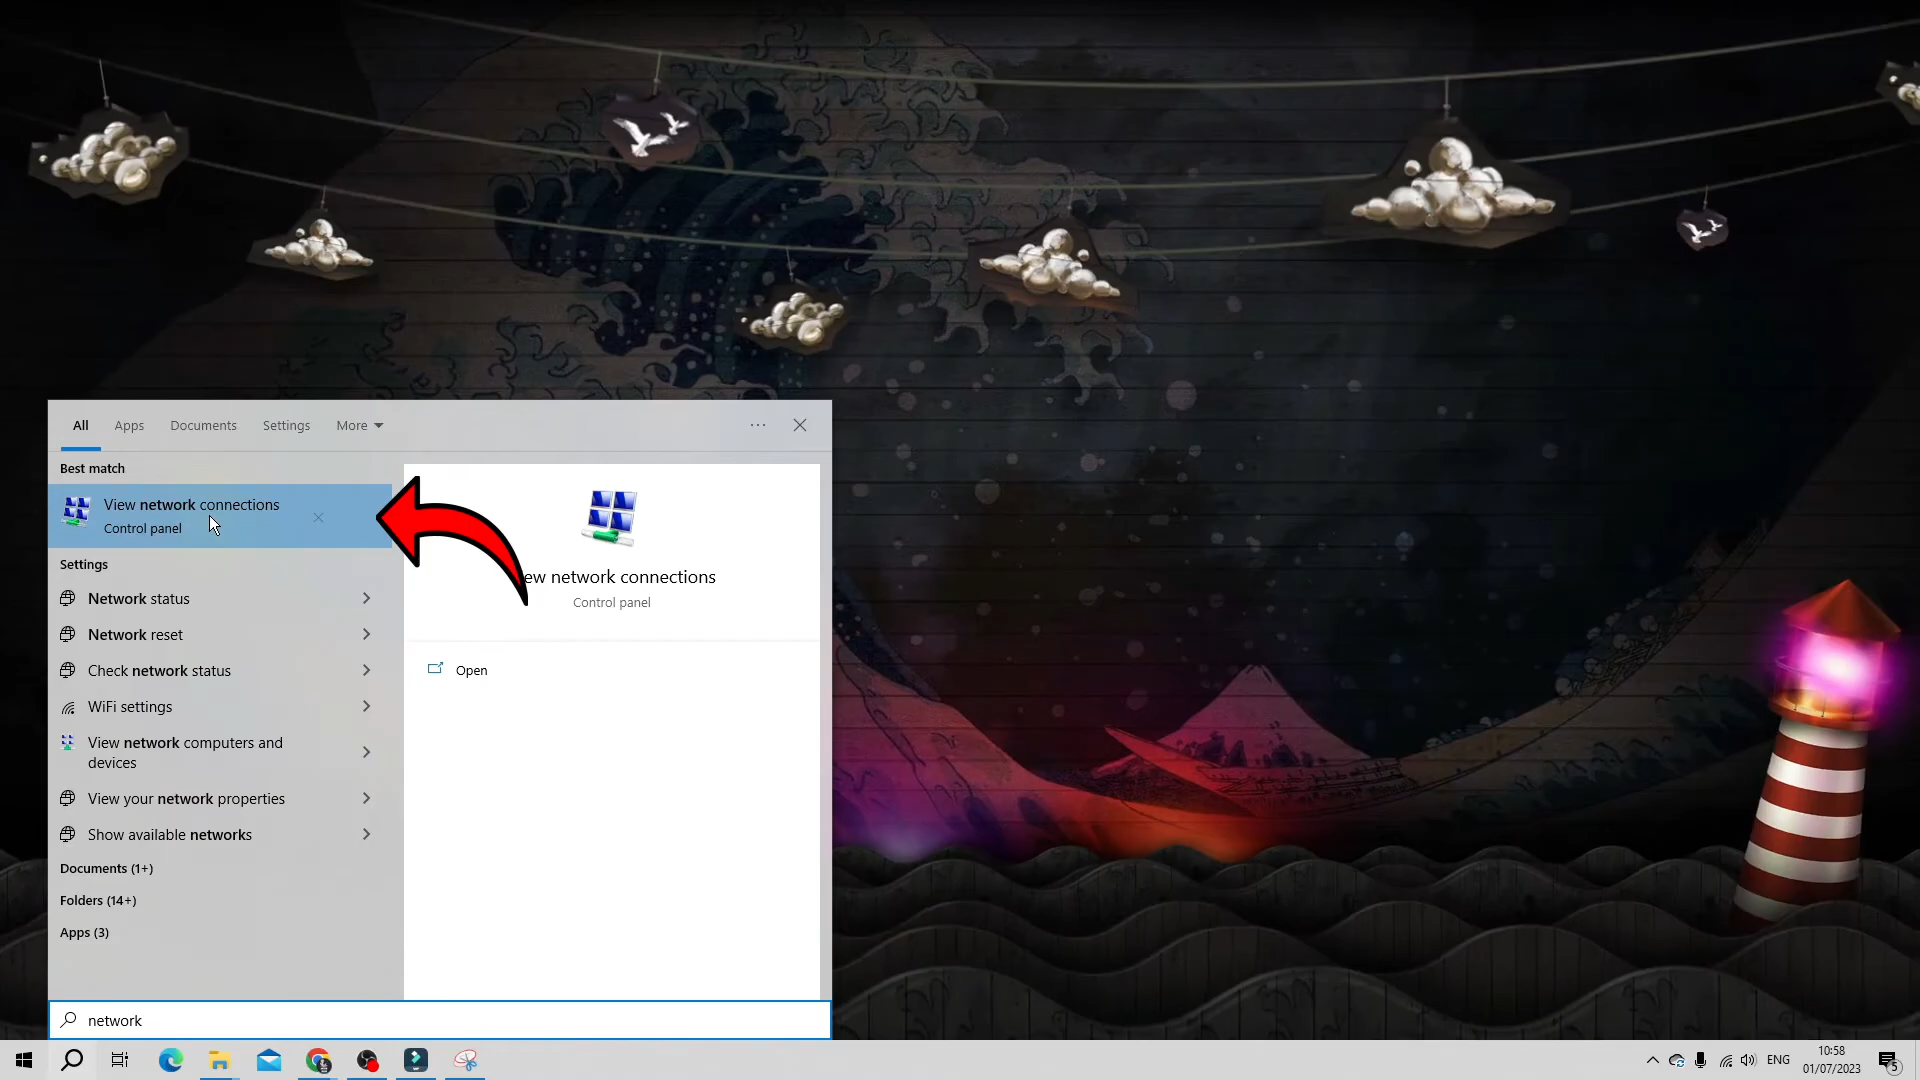 All Apps Documents Settings More
Best match
View network connections
Control panel
Settings
Network status
Network reset
Check network status
WiFi settings
View network computers and
devices
View your network properties
Show available networks
Documents (1+)
Folders (14+)
Apps (3)
ew network connections
Control panel
Open
network
ENG
10:58
01/07/2023
5